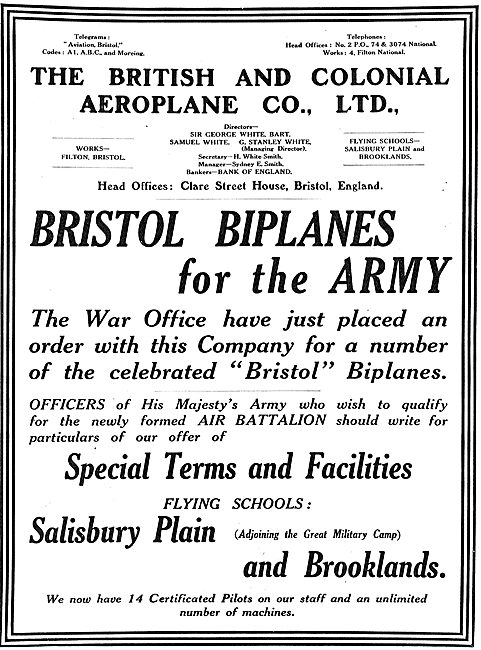 Telegrams:
"Aviation, Bristol."
Codes: A1, A.B.C., and Moreing.
Telephones:
Head Offices: No. 2 P.O., 74 & 3074 National.
Works: 4, Filton National.
THE BRITISH AND COLONIAL
AEROPLANE CO., LTD.,
WORKS—
FILTON, BRISTOL.
Directors—
SIR GEORGE WHITE, BART.
SAMUEL WHITE, G. STANLEY WHITE,
(Managing Director).
Secretary—H. White Smith.
Manager—Sydney E. Smith.
Bankers—BANK OF ENGLAND.
FLYING SCHOOLS—
SALISBURY PLAIN and
BROOKLANDS.
Head Offices: Clare Street House, Bristol, England.
BRISTOL BIPLANES
for the ARMY
The War Office have just placed an
order with this Company for a number
of the celebrated "Bristol" Biplanes.
OFFICERS of His Majesty's Army who wish to qualify
for the newly formed AIR BATTALION should write for
particulars of our offer of
Special Terms and Facilities
FLYING SCHOOLS:
Salisbury Plain (Adjoining the Great Military Camp)
and Brooklands.
We now have 14 Certificated Pilots on our staff and an unlimited
number of machines.